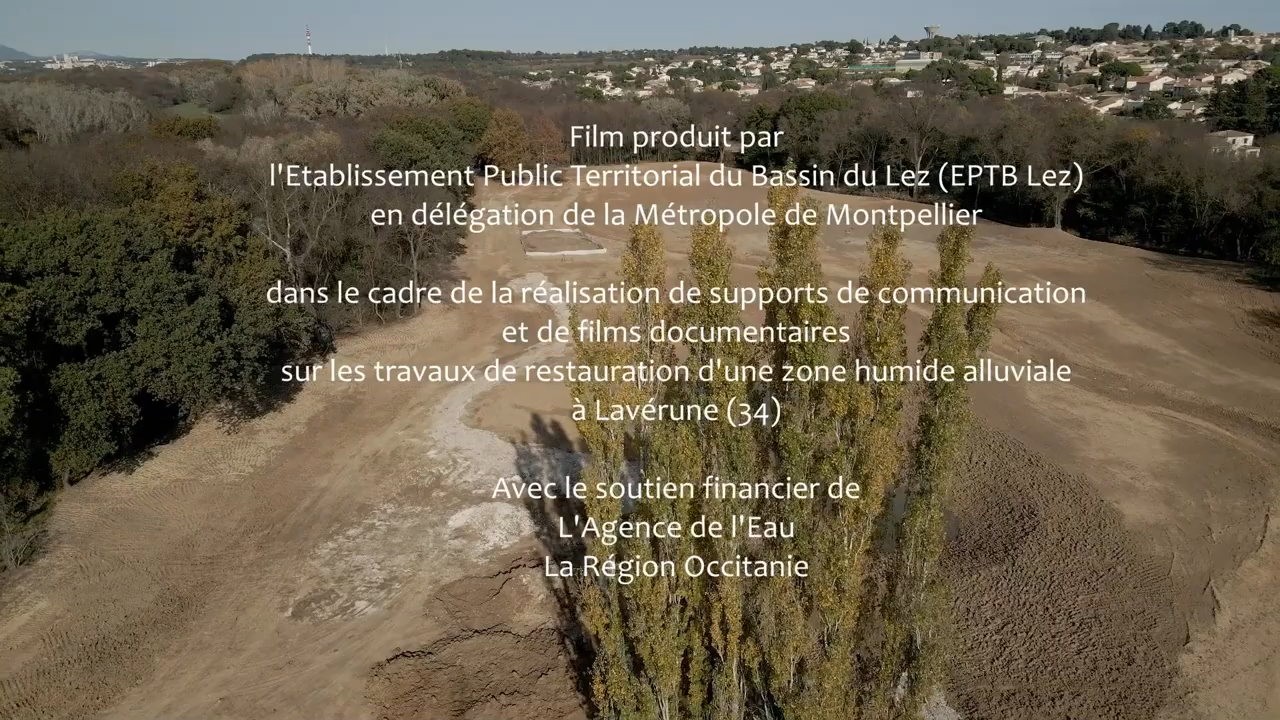 Film produit par
l'Etablissement Public Territorial du Bassin du Lez (EPTB Lez)
en délégation de la Métropole de Montpellier
dans le cadre de la réalisation de supports de communication
et de films documentaires
sur les travaux de restauration d'une zone humide alluviale
à Lavérune (34)
Avec le soutien financier de
L'Agence de l'Eau
La Région Occitanie